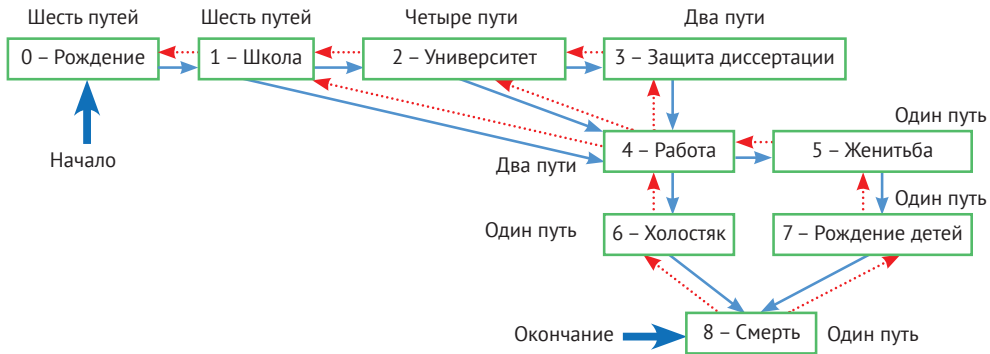 Шесть путей
Шесть путей
Четыре пути
Два пути
0 – Рождение
1 – Школа
2 – Университет
3 – Защита диссертации
Начало
Один путь
4 – Работа
5 – Женитьба
Два пути
Один путь
Один путь
6 – Холостяк
7 – Рождение детей
Окончание
8 – Смерть
Один путь